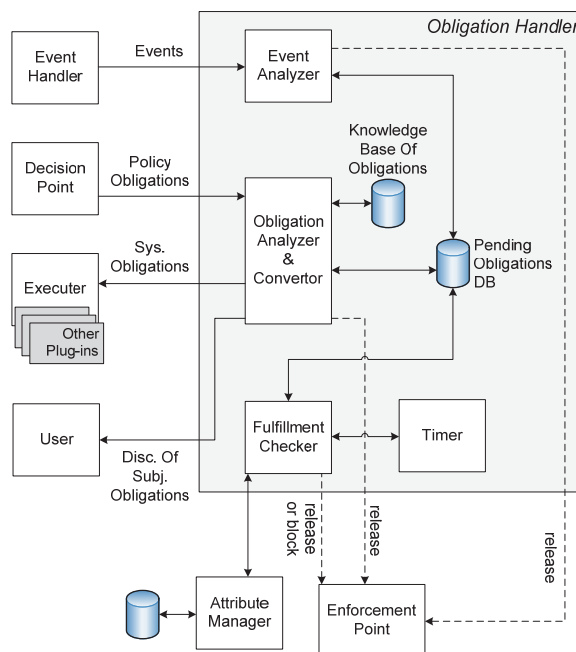 Obligation Handler
Event
Handler
Events
Event
Analyzer
Decision
Point
Policy
Obligations
Knowledge
Base Of
Obligations
Obligation
Analyzer
&
Convertor
Pending
Obligations
DB
Sys.
Obligations
Executer
Other
Plug-ins
User
Disc. Of
Subj.
Obligations
Fulfillment
Checker
Timer
release
or block
release
release
Attribute
Manager
Enforcement
Point